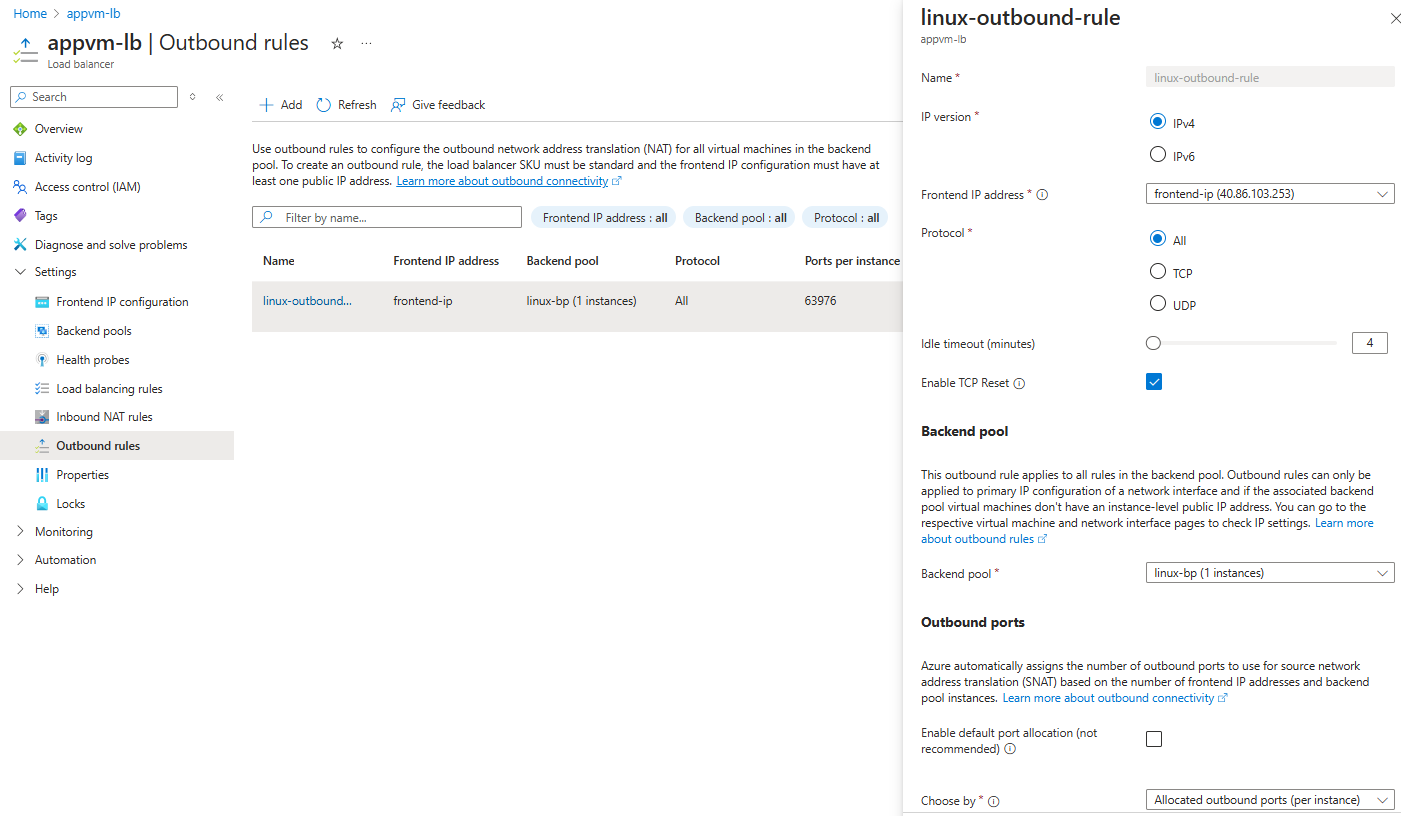 Home > appvm-lb
appvm-lb | Outbound rules
Load balancer
Search
Overview
Activity log
Access control (IAM)
Tags
Diagnose and solve problems
Settings
Frontend IP configuration
Backend pools
Health probes
Load balancing rules
Inbound NAT rules
Outbound rules
Properties
Locks
Monitoring
Automation
Help
Add Refresh Give feedback
Use outbound rules to configure the outbound network address translation (NAT) for all virtual machines in the backend
pool. To create an outbound rule, the load balancer SKU must be standard and the frontend IP configuration must have at
least one public IP address. Learn more about outbound connectivity
Filter by name... Frontend IP address : all Backend pool : all Protocol : all
Name Frontend IP address Backend pool Protocol Ports per instance
linux-outbound... frontend-ip linux-bp (1 instances) All 63976
linux-outbound-rule
appvm-lb
Name * linux-outbound-rule
IP version *
IPv4
IPv6
Frontend IP address * frontend-ip (40.86.103.253)
Protocol *
All
TCP
UDP
Idle timeout (minutes) 4
Enable TCP Reset
Backend pool
This outbound rule applies to all rules in the backend pool. Outbound rules can only be
applied to primary IP configuration of a network interface and if the associated backend
pool virtual machines don't have an instance-level public IP address. You can go to the
respective virtual machine and network interface pages to check IP settings. Learn more
about outbound rules
Backend pool * linux-bp (1 instances)
Outbound ports
Azure automatically assigns the number of outbound ports to use for source network
address translation (SNAT) based on the number of frontend IP addresses and backend
pool instances. Learn more about outbound connectivity
Enable default port allocation (not
recommended)
Choose by * Allocated outbound ports (per instance)